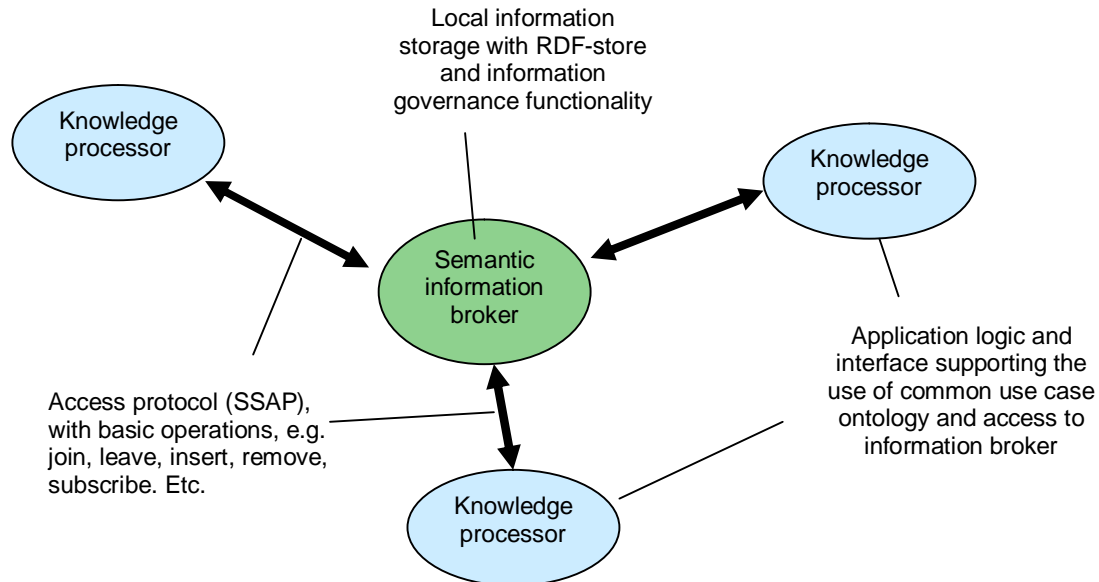 Local information
storage with RDF-store
and information
governance functionality
Knowledge
processor
Knowledge
processor
Semantic
information
broker
Application logic and
interface supporting the
use of common use case
ontology and access to
information broker
Access protocol (SSAP),
with basic operations, e.g.
join, leave, insert, remove,
subscribe. Etc.
Knowledge
processor